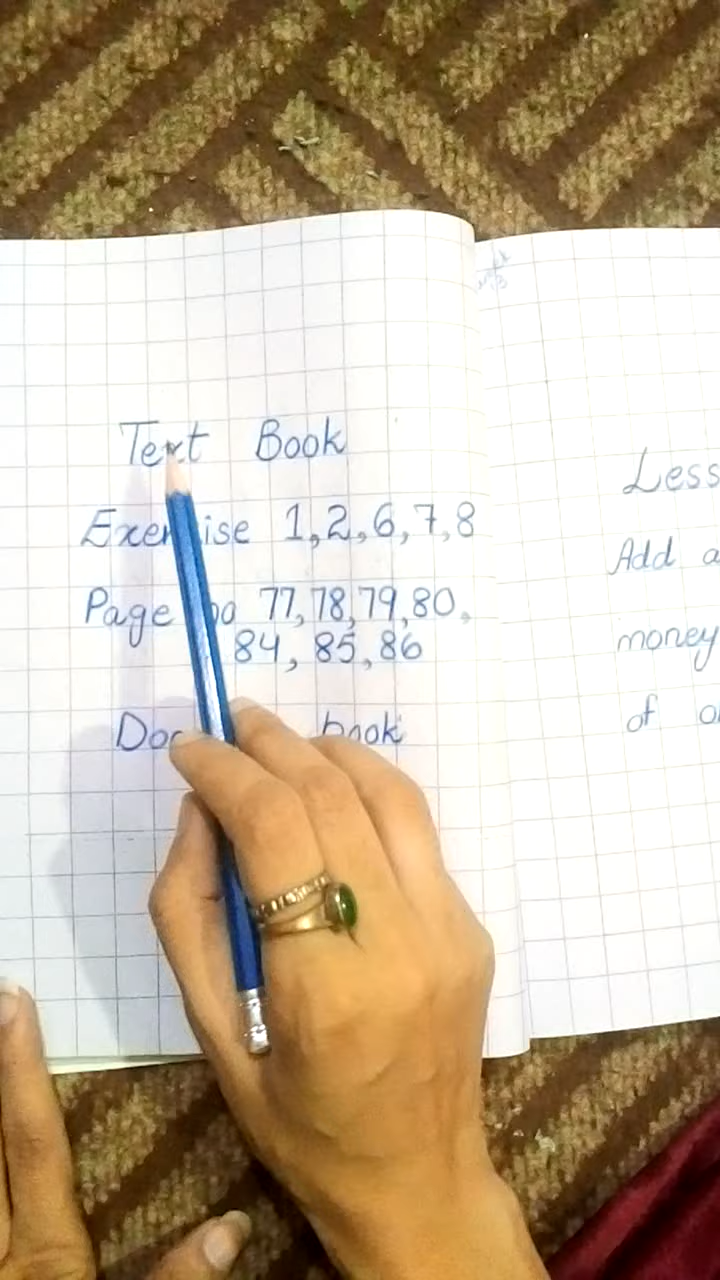 Text Book
Exercise 1,2,6,7,8
Page no 77,78,79,80,
84, 85, 86
book
Less
Add a
money
of